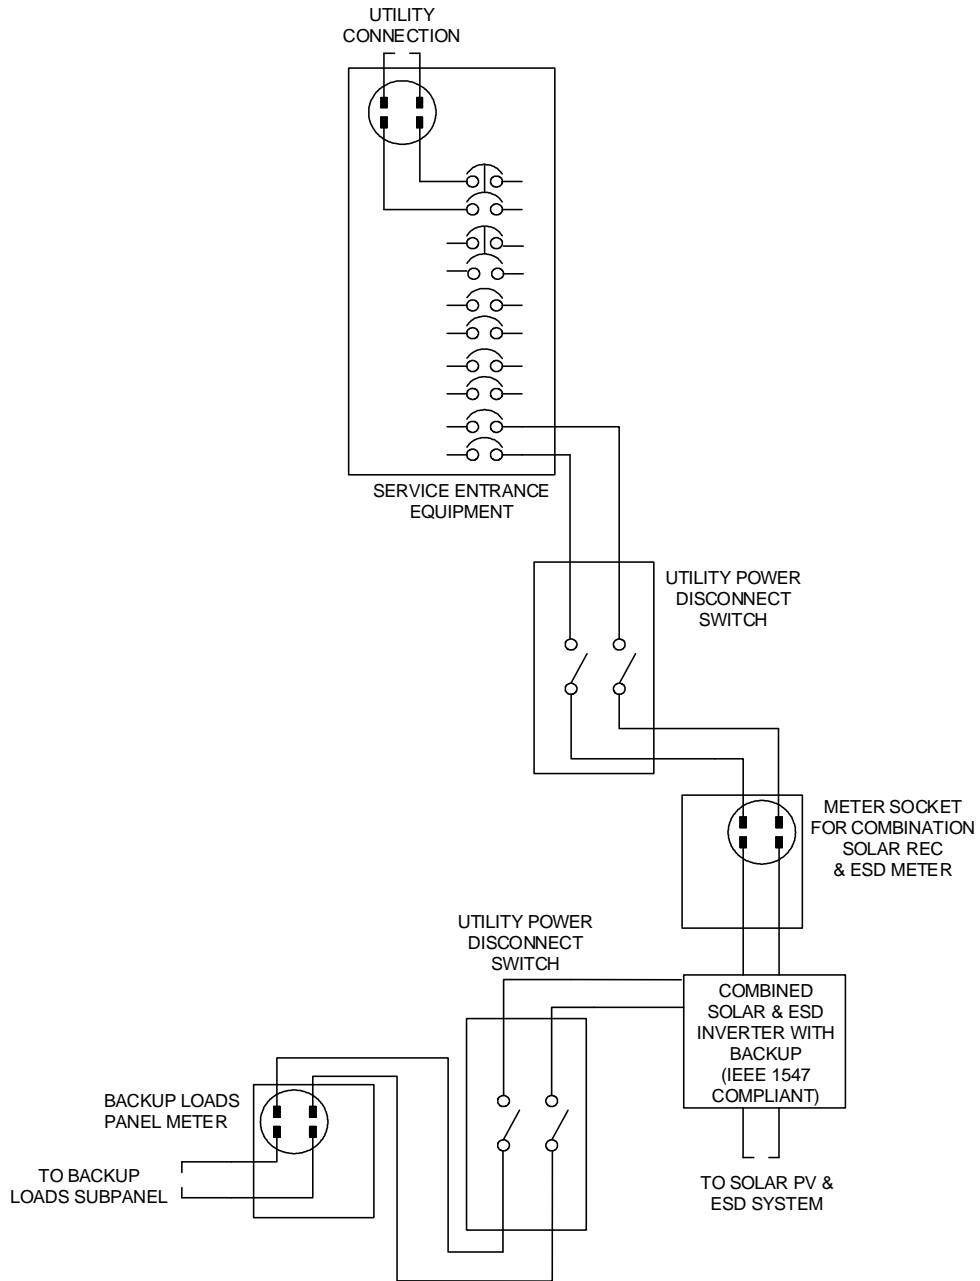 UTILITY
CONNECTION
SERVICE ENTRANCE
EQUIPMENT
UTILITY POWER
DISCONNECT
SWITCH
METER SOCKET
FOR COMBINATION
SOLAR REC
& ESD METER
UTILITY POWER
DISCONNECT
SWITCH
COMBINED
SOLAR & ESD
INVERTER WITH
BACKUP
(IEEE 1547
COMPLIANT)
BACKUP LOADS
PANEL METER
TO BACKUP
LOADS SUBPANEL
TO SOLAR PV &
ESD SYSTEM